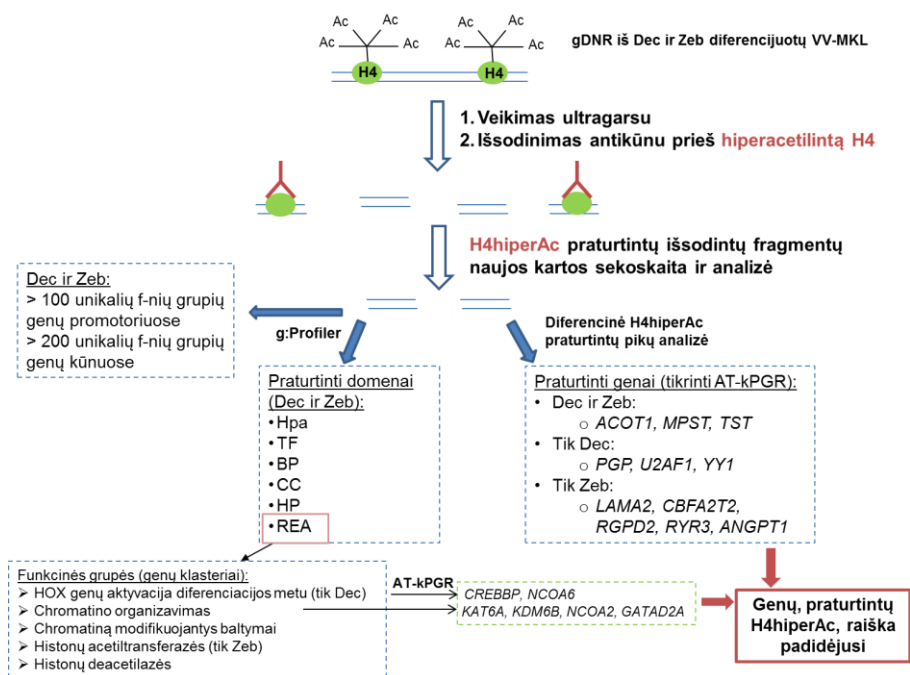 Ac Ac Ac Ac
Ac Ac Ac Ac
H4 H4
gDNR iš Dec ir Zeb diferencijuotų VV-MKL
1. Veikimas ultragarsu
2. Išsodinimas antikūnu prieš hiperacetilintą H4
H4hiperAc praturtintų išsodintų fragmentų
naujos kartos sekoskaita ir analizė
Dec ir Zeb:
> 100 unikalių f-nių grupių
genų promotoriuose
> 200 unikalių f-nių grupių
genų kūnuose
g:Profiler
Diferencinė H4hiperAc
praturtintų pikų analizė
Praturtinti domenai
(Dec ir Zeb):
• Hpa
• TF
• BP
• CC
• HP
• REA
Praturtinti genai (tikrinti AT-kPGR):
• Dec ir Zeb:
o ACOT1, MPST, TST
• Tik Dec:
o PGP, U2AF1, YY1
• Tik Zeb:
o LAMA2, CBFA2T2,
RGPD2, RYR3, ANGPT1
Funkcinės grupės (genų klasteriai):
➢ HOX genų aktyvacija diferenciacijos metu (tik Dec)
➢ Chromatino organizavimas
➢ Chromatiną modifikuojantys baltymai
➢ Histonų acetiltransferazės (tik Zeb)
➢ Histonų deacetilazės
AT-kPGR
CREBBP, NCOA6
KAT6A, KDM6B, NCOA2, GATAD2A
Genų, praturtintų
H4hiperAc, raiška
padidėjusi